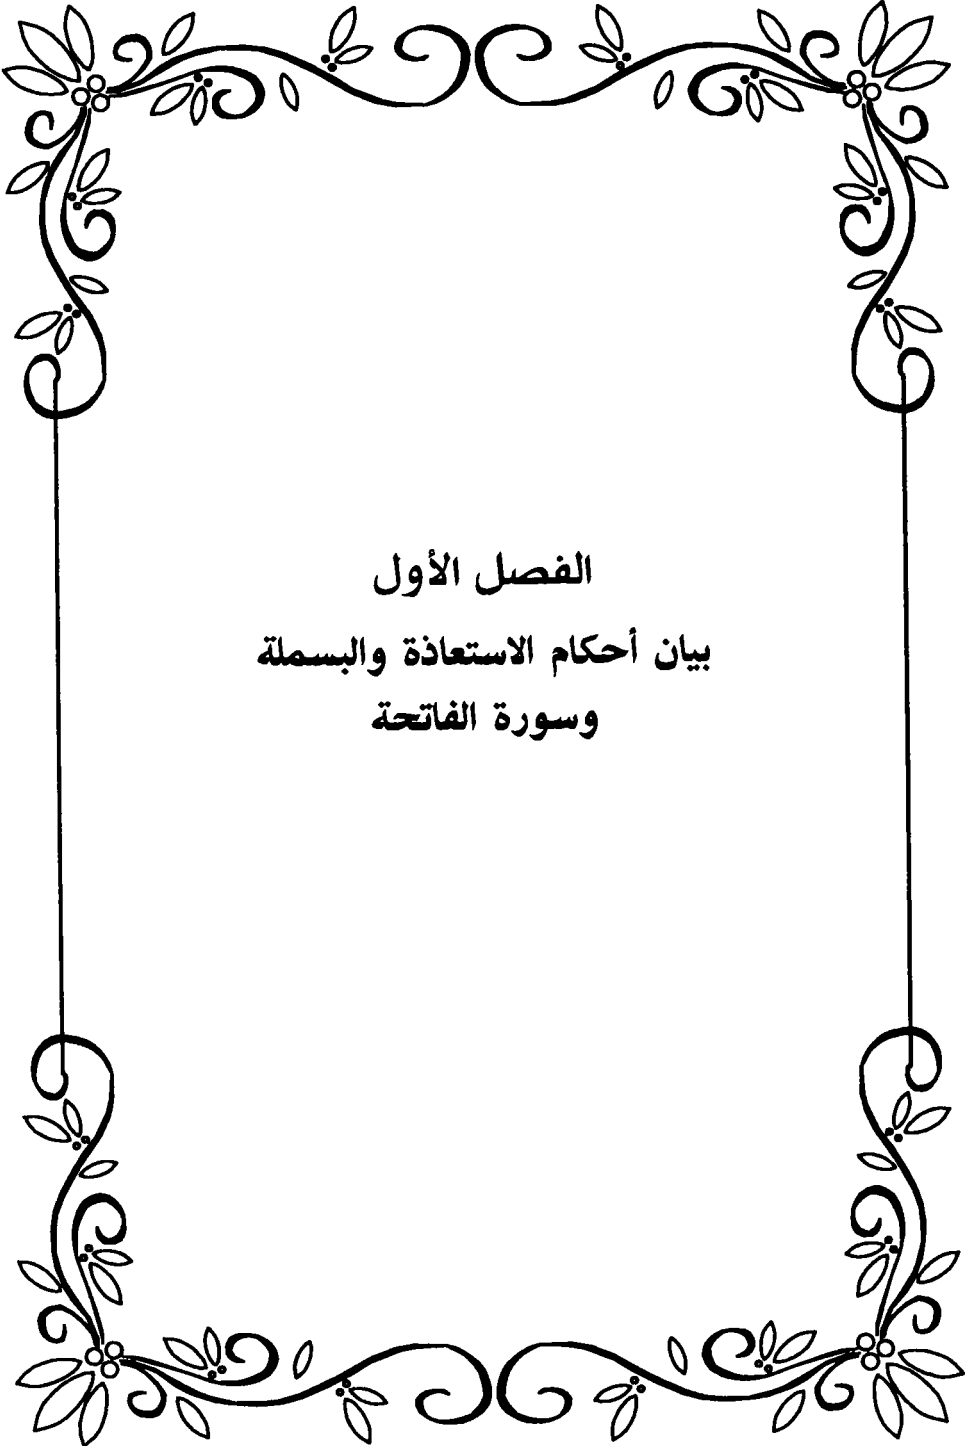 الفصل الأول
بيان أحكام الاستعاذة والبسملة
وسورة الفاتحة